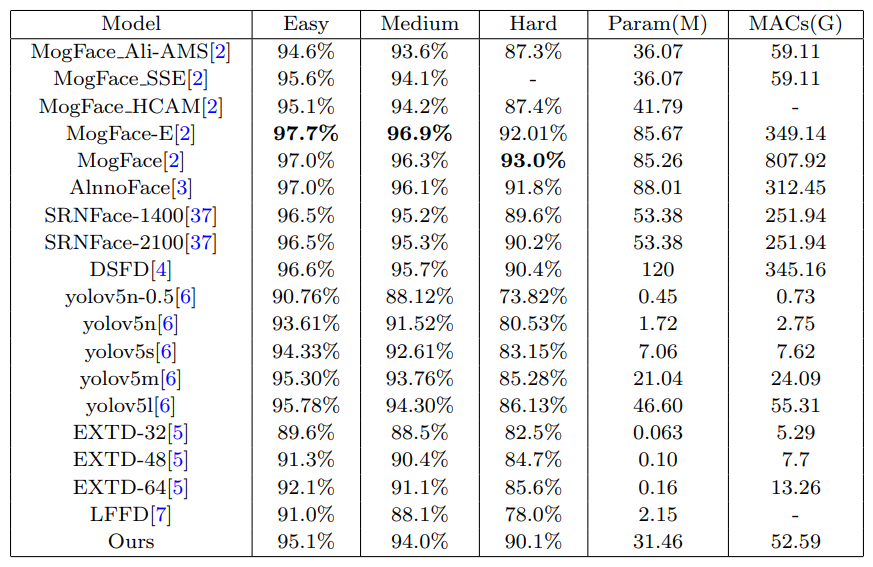 Model Easy Medium Hard Param(M) MACs(G)
MogFace_Ali-AMS[2] 94.6% 93.6% 87.3% 36.07 59.11
MogFace_SSE[2] 95.6% 94.1% - 36.07 59.11
MogFace_HCAM[2] 95.1% 94.2% 87.4% 41.79 -
MogFace-E[2] 97.7% 96.9% 92.01% 85.67 349.14
MogFace[2] 97.0% 96.3% 93.0% 85.26 807.92
AlnnoFace[3] 97.0% 96.1% 91.8% 88.01 312.45
SRNFace-1400[37] 96.5% 95.2% 89.6% 53.38 251.94
SRNFace-2100[37] 96.5% 95.3% 90.2% 53.38 251.94
DSFD[4] 96.6% 95.7% 90.4% 120 345.16
yolov5n-0.5[6] 90.76% 88.12% 73.82% 0.45 0.73
yolov5n[6] 93.61% 91.52% 80.53% 1.72 2.75
yolov5s[6] 94.33% 92.61% 83.15% 7.06 7.62
yolov5m[6] 95.30% 93.76% 85.28% 21.04 24.09
yolov5l[6] 95.78% 94.30% 86.13% 46.60 55.31
EXTD-32[5] 89.6% 88.5% 82.5% 0.063 5.29
EXTD-48[5] 91.3% 90.4% 84.7% 0.10 7.7
EXTD-64[5] 92.1% 91.1% 85.6% 0.16 13.26
LFFD[7] 91.0% 88.1% 78.0% 2.15 -
Ours 95.1% 94.0% 90.1% 31.46 52.59